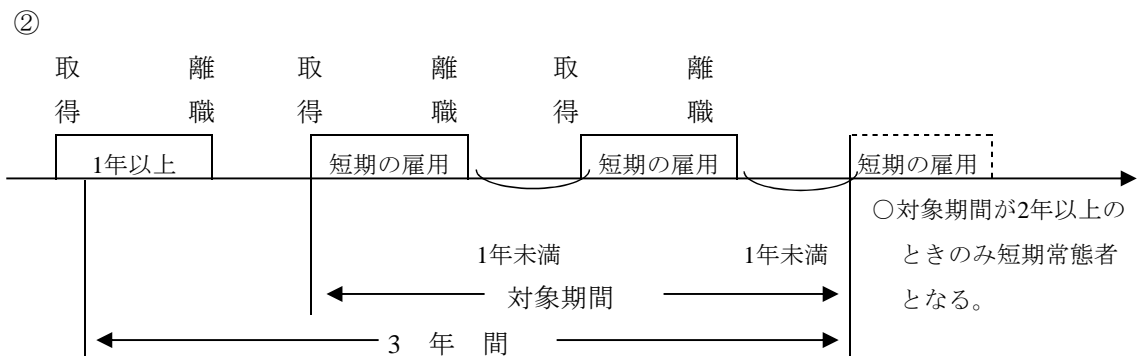 ②
取得
離職
取得
離職
取得
離職
1年以上
短期の雇用
短期の雇用
短期の雇用
○対象期間が2年以上の
ときのみ短期常態者
となる。
1年未満
1年未満
対象期間
3 年 間